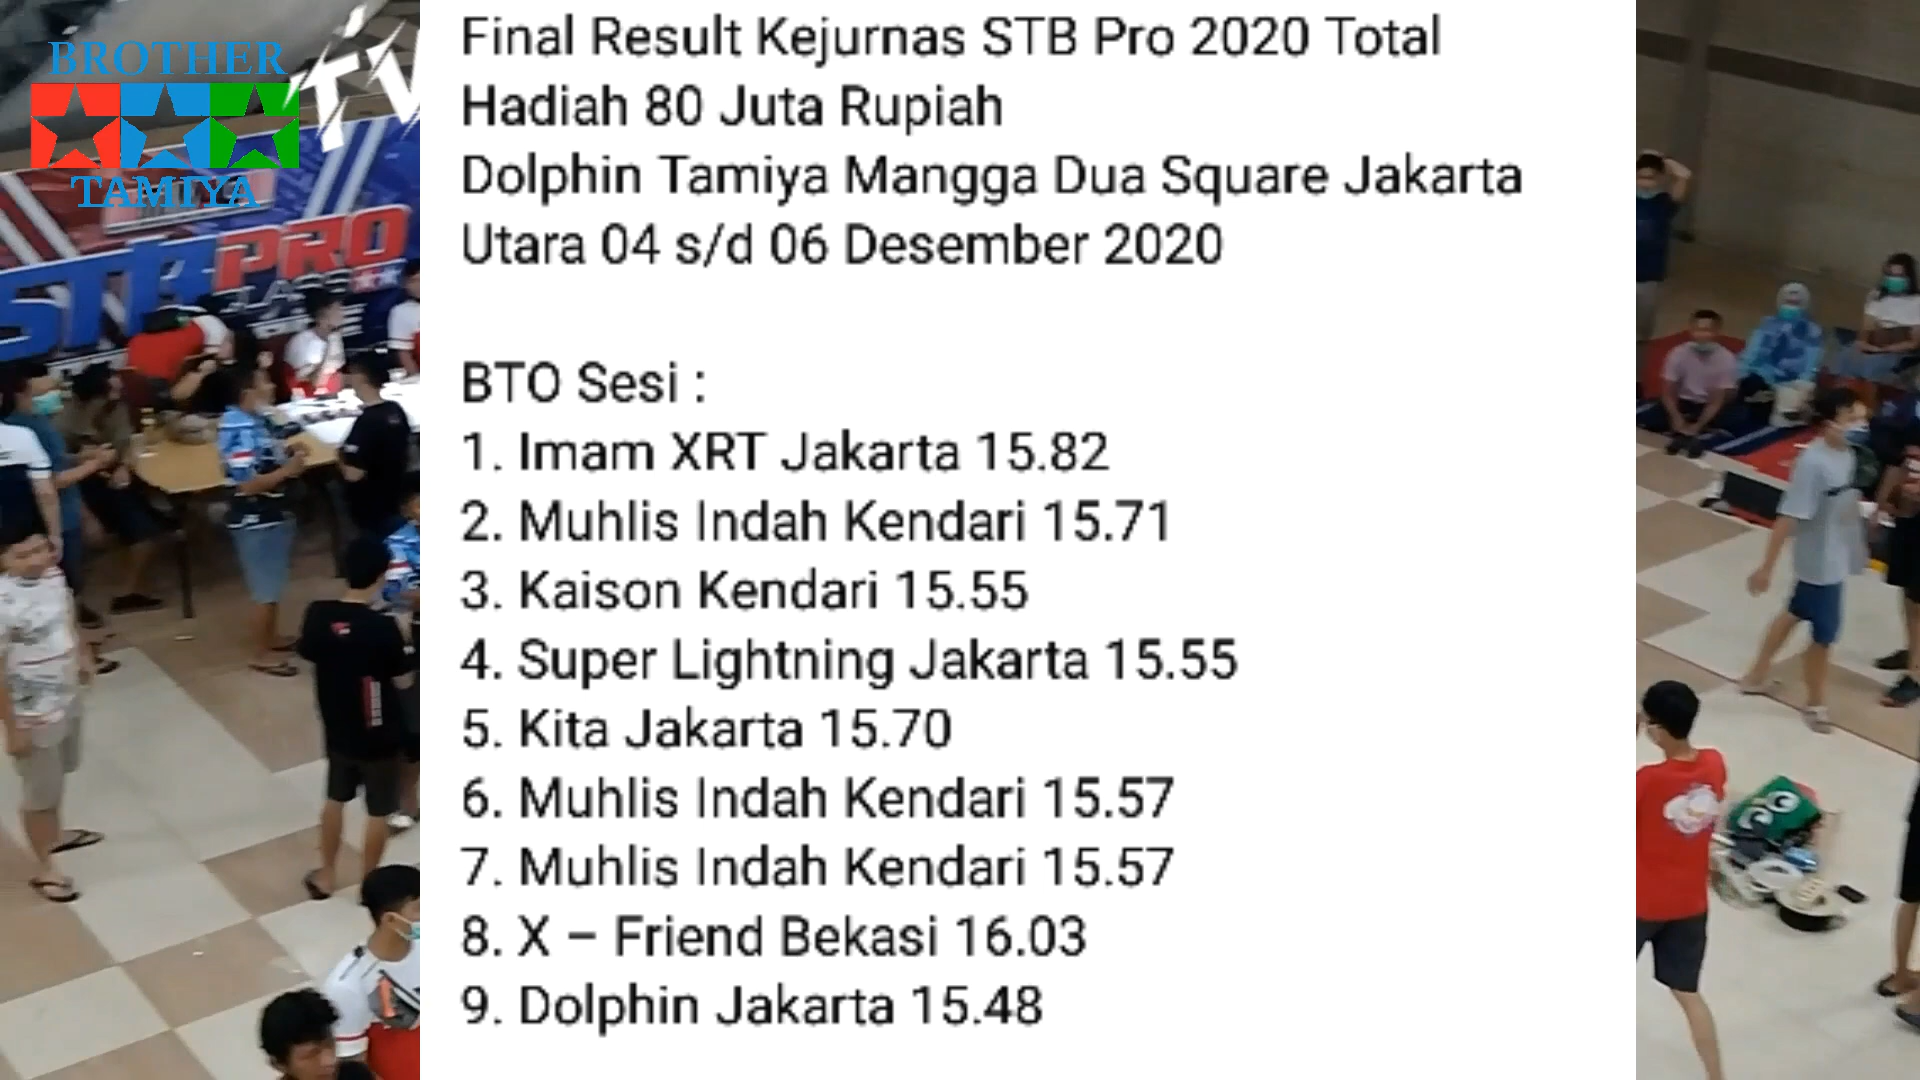 BROTHER
TAMIYA
TV
STB PRO
Final Result Kejurnas STB Pro 2020 Total
Hadiah 80 Juta Rupiah
Dolphin Tamiya Mangga Dua Square Jakarta
Utara 04 s/d 06 Desember 2020
BTO Sesi :
1. Imam XRT Jakarta 15.82
2. Muhlis Indah Kendari 15.71
3. Kaison Kendari 15.55
4. Super Lightning Jakarta 15.55
5. Kita Jakarta 15.70
6. Muhlis Indah Kendari 15.57
7. Muhlis Indah Kendari 15.57
8. X – Friend Bekasi 16.03
9. Dolphin Jakarta 15.48